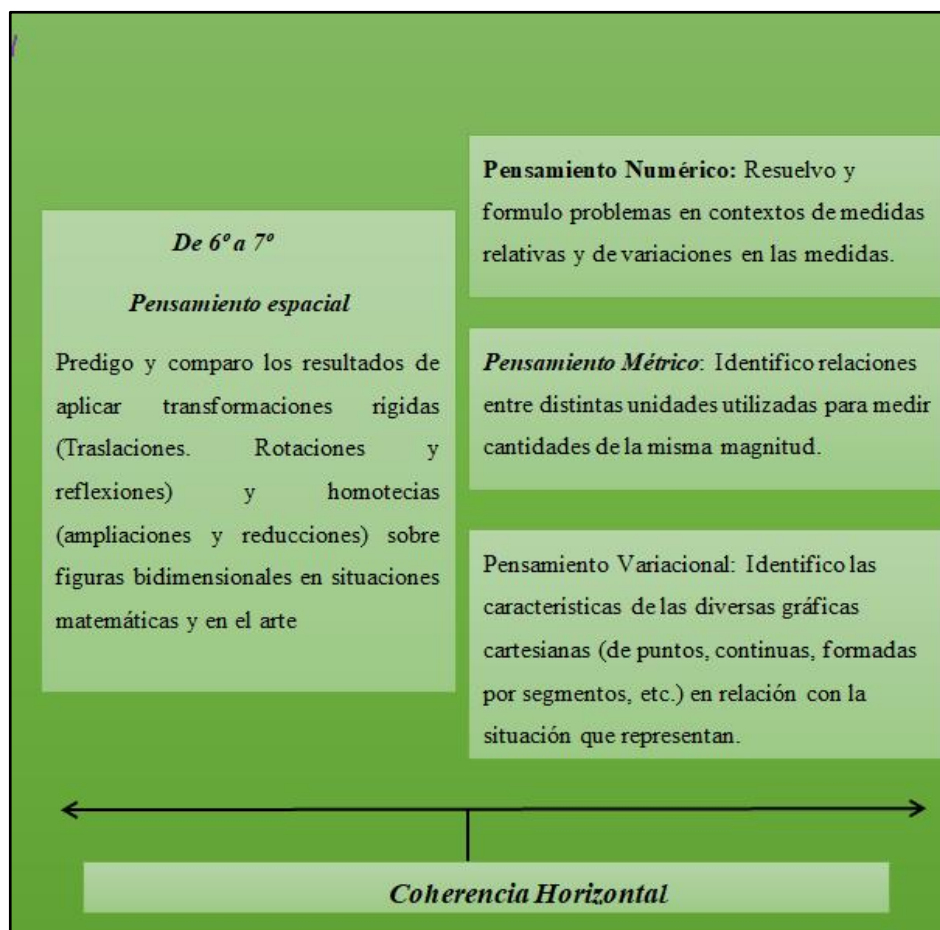 De 6º a 7º
Pensamiento espacial
Predigo y comparo los resultados de
aplicar transformaciones rígidas
(Traslaciones. Rotaciones y
reflexiones) y homotecias
(ampliaciones y reducciones) sobre
figuras bidimensionales en situaciones
matemáticas y en el arte
Pensamiento Numérico: Resuelvo y
formulo problemas en contextos de medidas
relativas y de variaciones en las medidas.
Pensamiento Métrico: Identifico relaciones
entre distintas unidades utilizadas para medir
cantidades de la misma magnitud.
Pensamiento Variacional: Identifico las
características de las diversas gráficas
cartesianas (de puntos, continuas, formadas
por segmentos, etc.) en relación con la
situación que representan.
Coherencia Horizontal